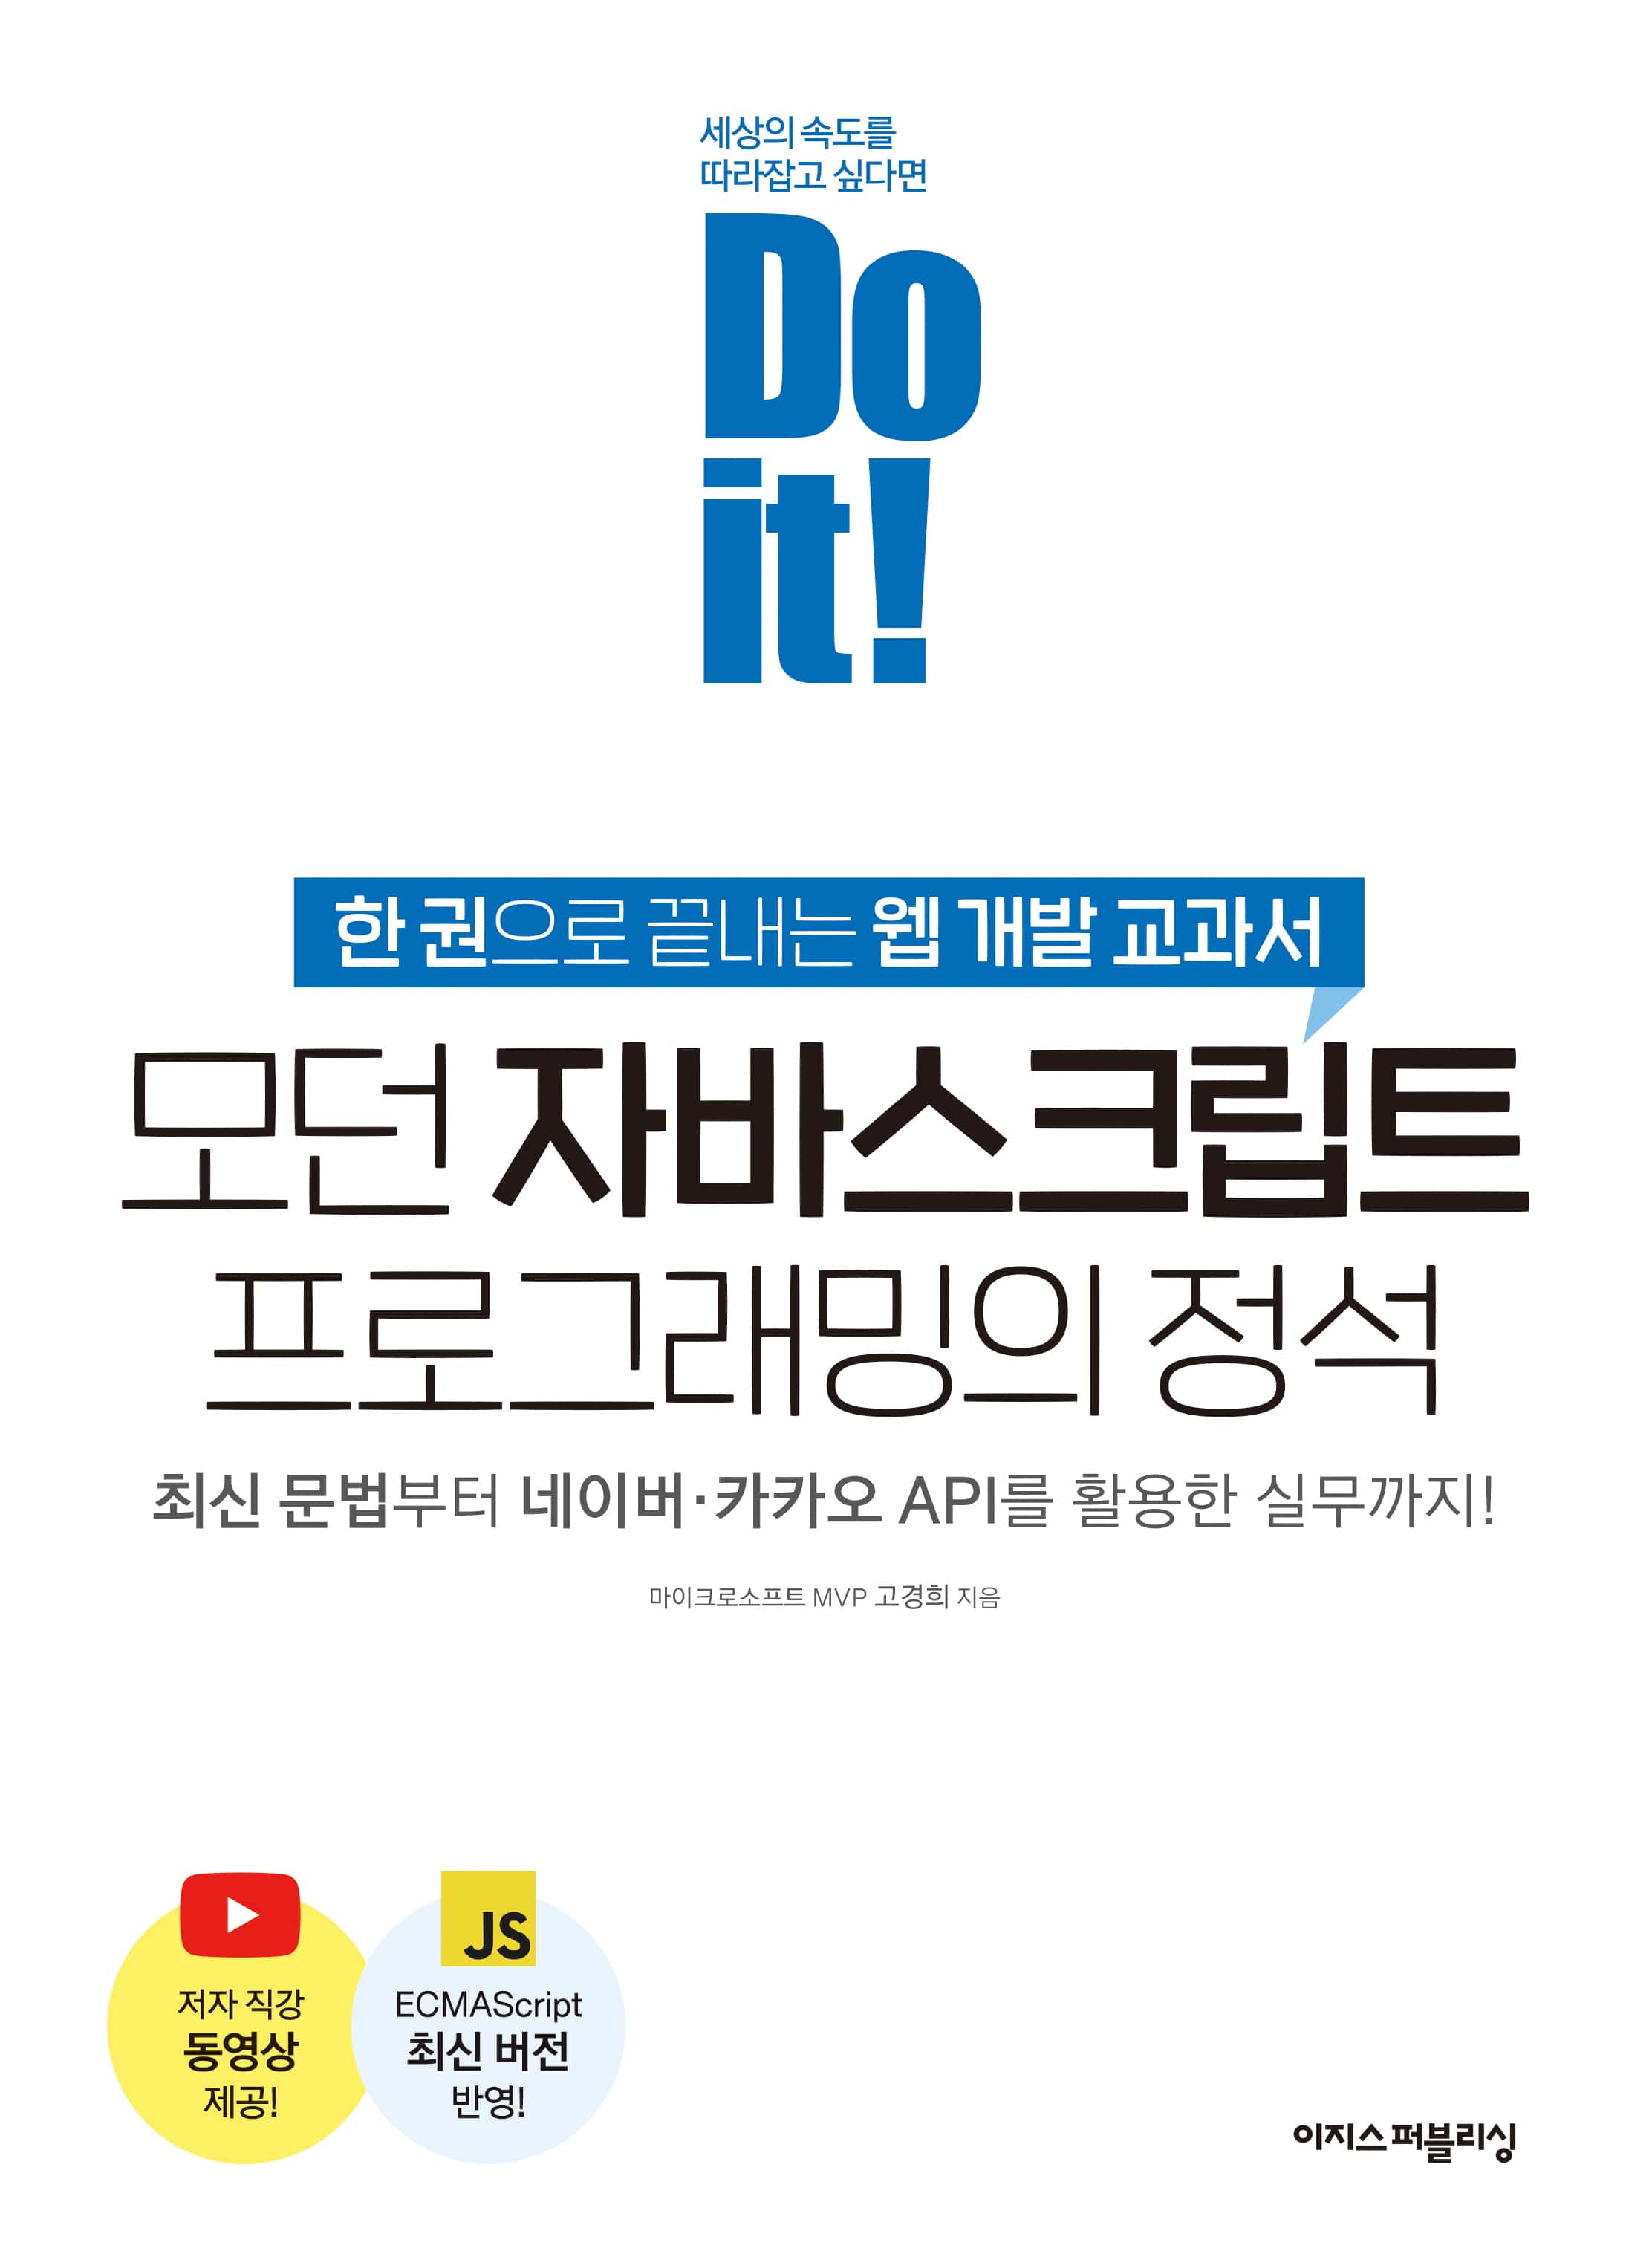 세상의 속도를
따라잡고 싶다면
Do
it!
한 권으로 끝내는 웹 개발 교과서
모던 자바스크립트
프로그래밍의 정석
최신 문법부터 네이버·카카오 API를 활용한 실무까지!
마이크로소프트 MVP 고경희 지음
저자 직강
동영상
제공!
JS
ECMAScript
최신 버전
반영!
이지스퍼블리싱